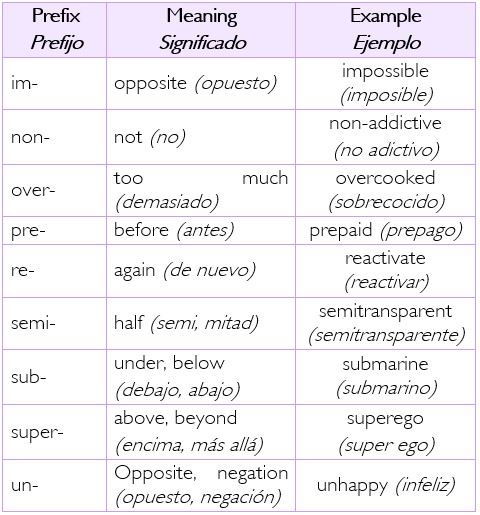 Prefix Meaning Example
Prefijo Significado Ejemplo
im- opposite (opuesto) impossible
(imposible)
non- not (no) non-addictive
(no adictivo)
over- too much overcooked
(demasiado) (sobrecocido)
pre- before (antes) prepaid (prepago)
re- again (de nuevo) reactivate
(reactivar)
semi- half (semi, mitad) semitransparent
(semitransparente)
sub- under, below submarine
(debajo, abajo) (submarino)
super- above, beyond superego
(encima, más allá) (super ego)
un- Opposite, negation unhappy (infeliz)
(opuesto, negación)